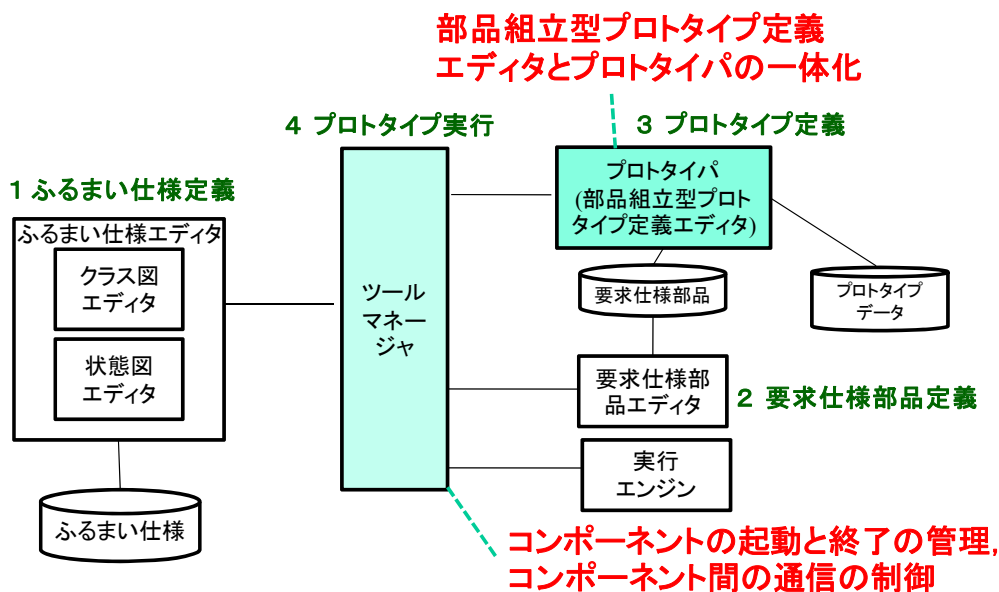 部品組立型プロトタイプ定義
エディタとプロトタイパの一体化
４ プロトタイプ実行
３ プロトタイプ定義
１ふるまい仕様定義
ふるまい仕様エディタ
クラス図
エディタ
状態図
エディタ
ふるまい仕様
ツール
マネー
ジャ
プロトタイパ
(部品組立型プロト
タイプ定義エディタ)
要求仕様部品
プロトタイプ
データ
要求仕様部
品エディタ
２ 要求仕様部品定義
実行
エンジン
コンポーネントの起動と終了の管理,
コンポーネント間の通信の制御